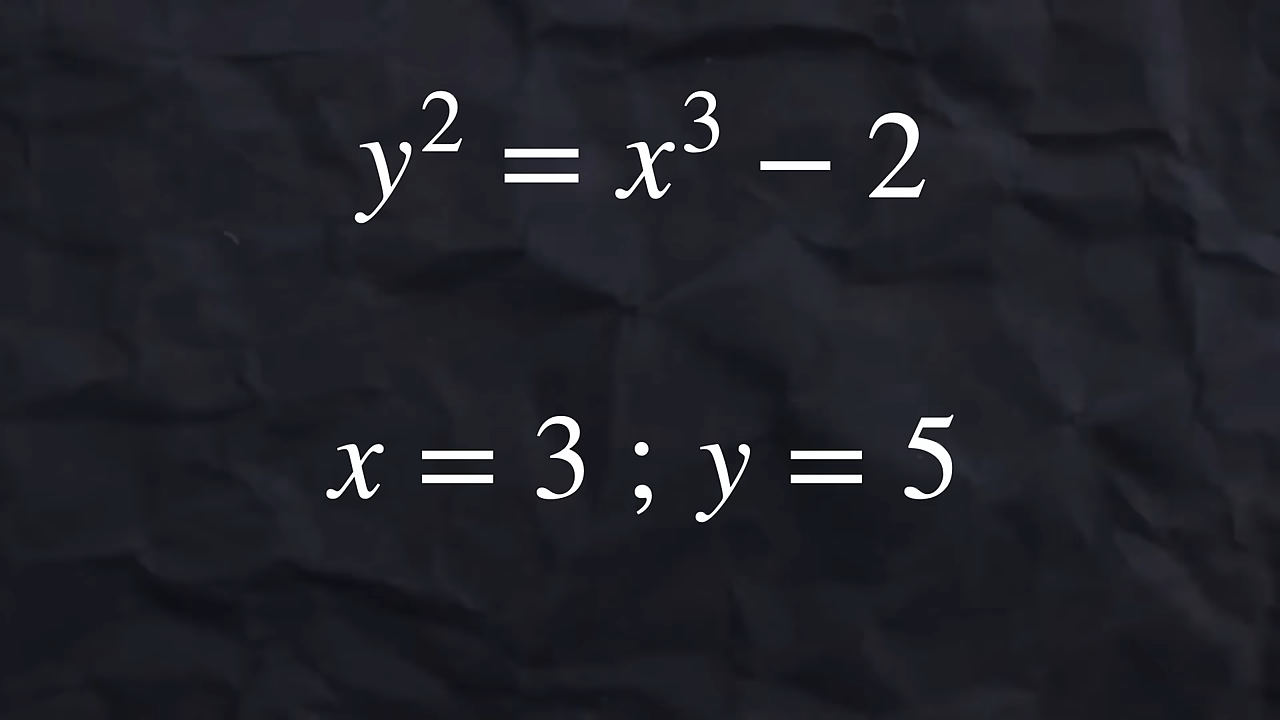 y² = x³ − 2
x = 3 ; y = 5